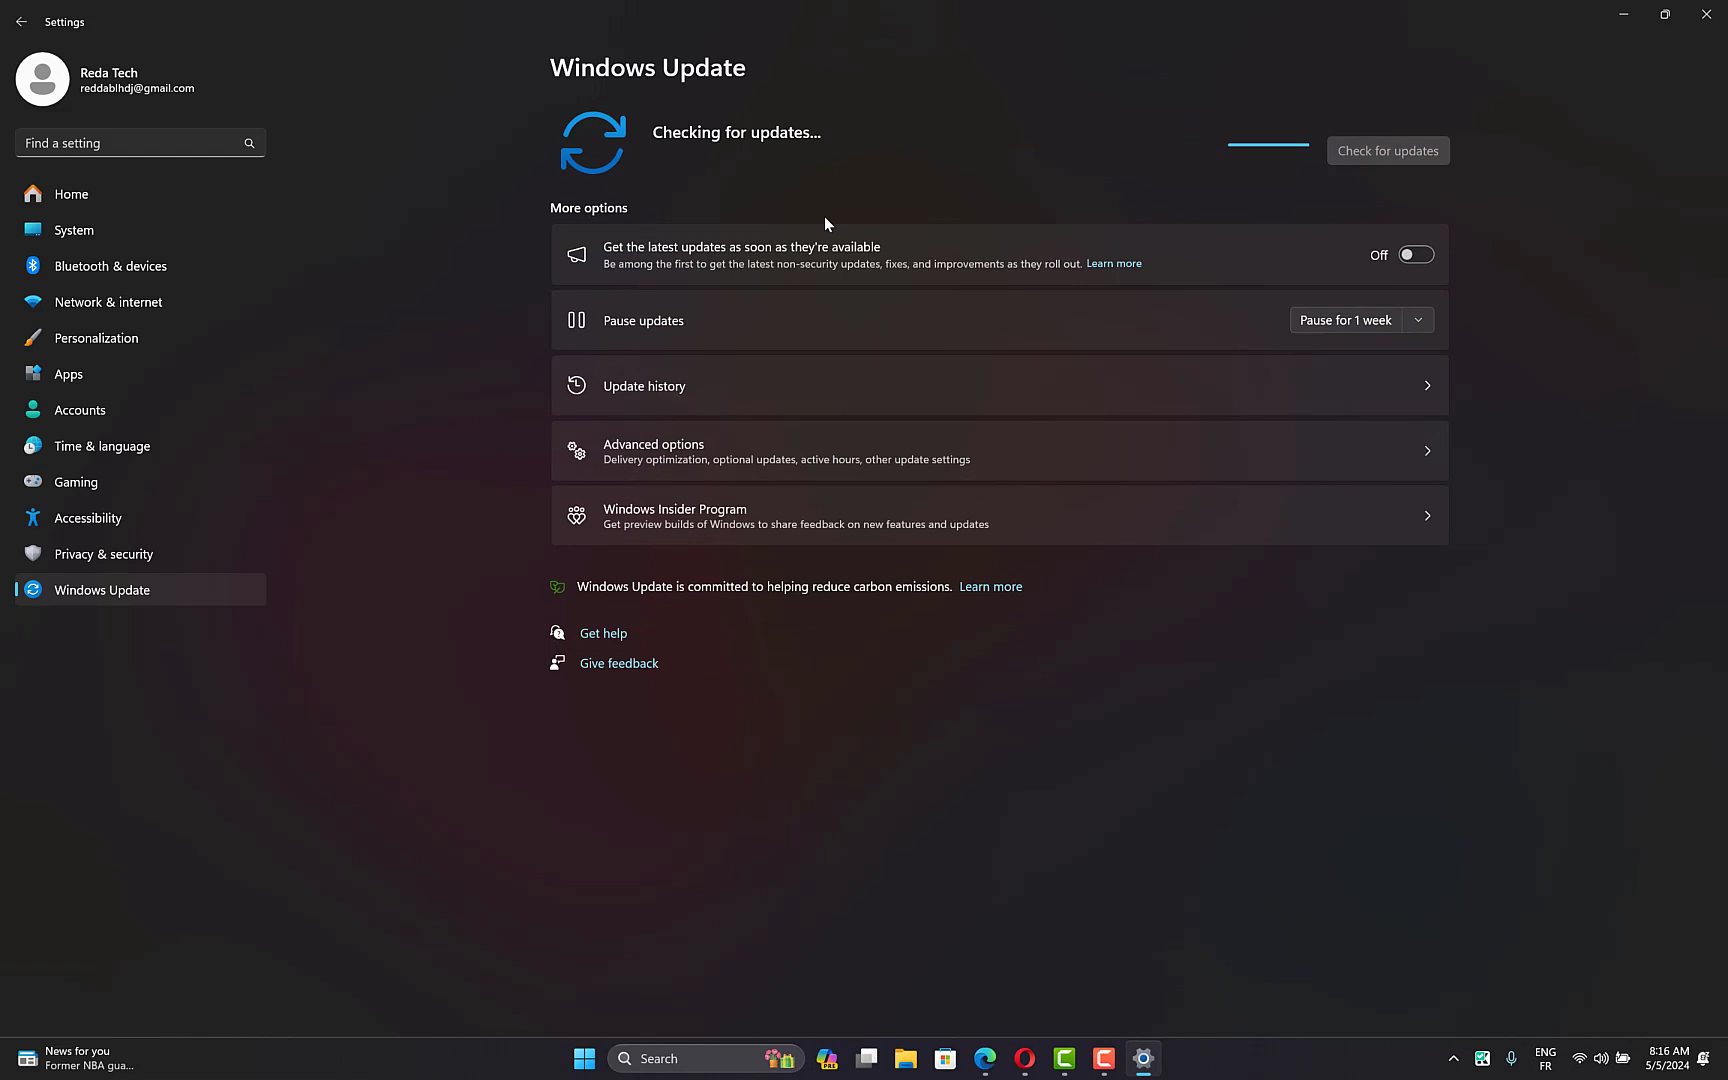 Settings
Reda Tech
reddablhdj@gmail.com
Find a setting
Home
System
Bluetooth & devices
Network & internet
Personalization
Apps
Accounts
Time & language
Gaming
Accessibility
Privacy & security
Windows Update
Windows Update
Checking for updates...
Check for updates
More options
Get the latest updates as soon as they're available
Be among the first to get the latest non-security updates, fixes, and improvements as they roll out. Learn more
Off
Pause updates
Pause for 1 week
Update history
Advanced options
Delivery optimization, optional updates, active hours, other update settings
Windows Insider Program
Get preview builds of Windows to share feedback on new features and updates
Windows Update is committed to helping reduce carbon emissions. Learn more
Get help
Give feedback
News for you
Former NBA gua...
Search
PRE
ENG
FR
8:16 AM
5/5/2024